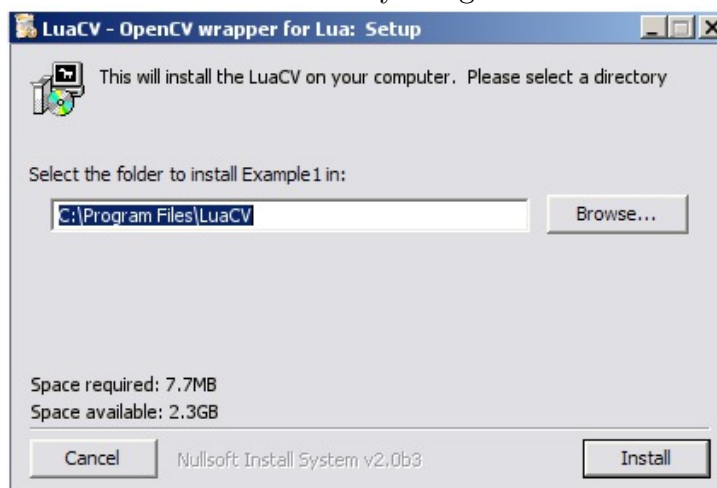 LuaCV - OpenCV wrapper for Lua: Setup
This will install the LuaCV on your computer. Please select a directory
Select the folder to install Example1 in:
C:\Program Files\LuaCV
Browse...
Space required: 7.7MB
Space available: 2.3GB
Cancel
Nullsoft Install System v2.0b3
Install